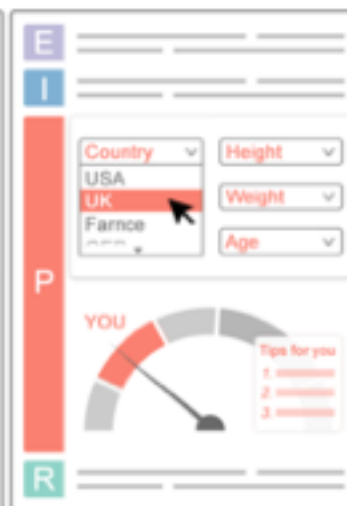 E
I
Country
Height
USA
UK
Weight
Farnce
Age
P
YOU
Tips for you
1.
2.
3.
R